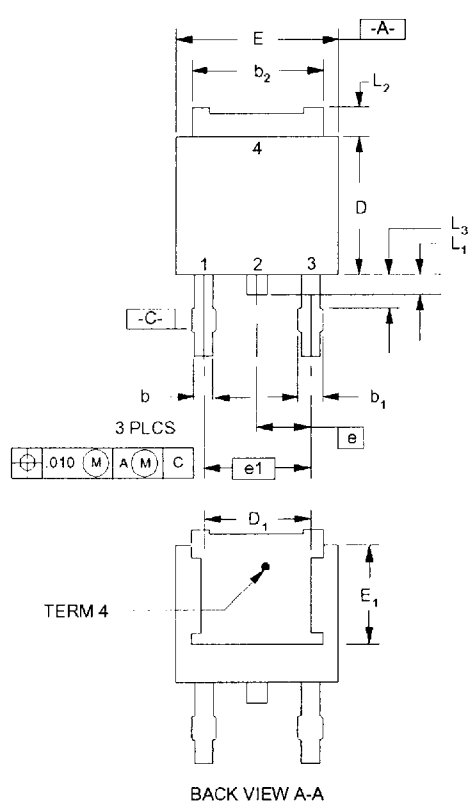 E
-A-
b2
L2
4
D
L3
L1
1 2 3
-C-
b
b1
3 PLCS
e
⌖ .010 Ⓜ A Ⓜ C
e1
D1
E1
TERM 4
BACK VIEW A-A